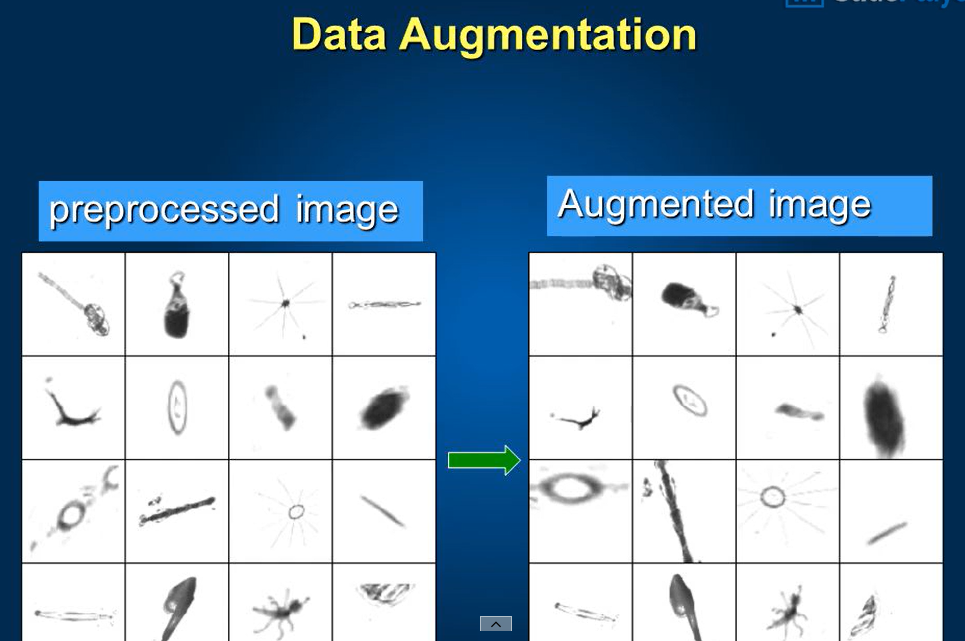 Data Augmentation
preprocessed image
Augmented image